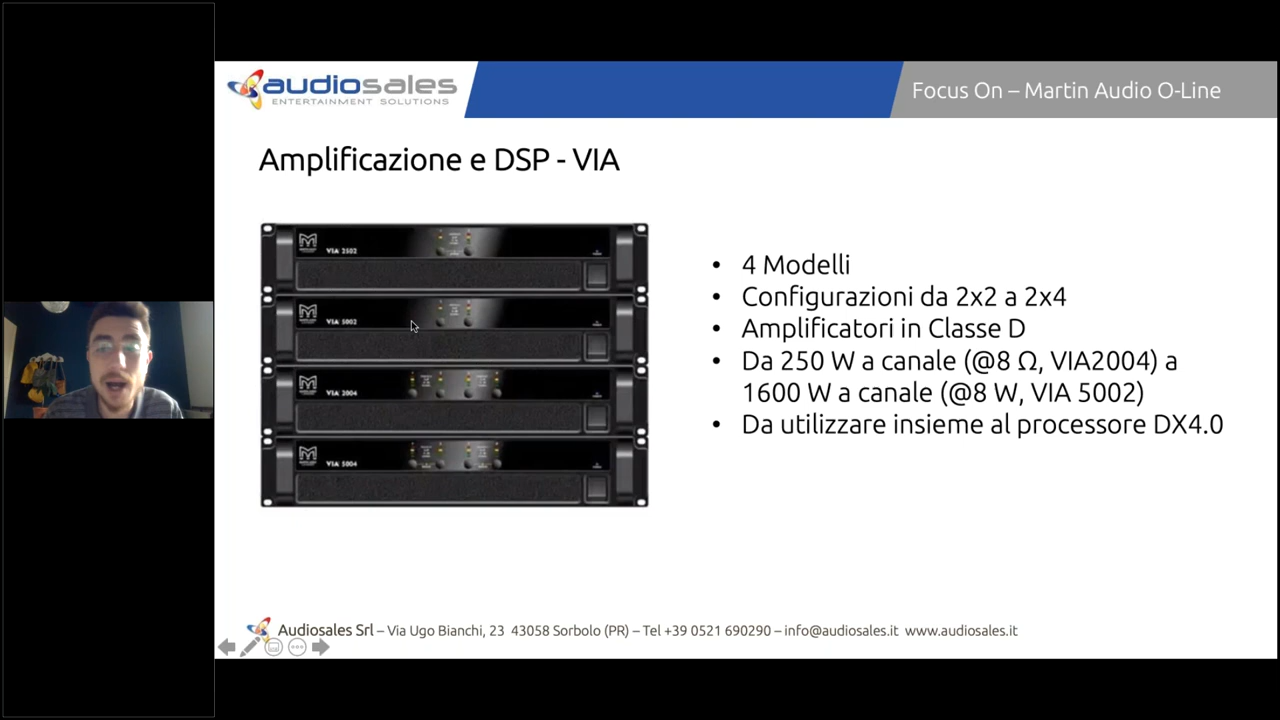 audiosales
ENTERTAINMENT SOLUTIONS
Focus On – Martin Audio O-Line
Amplificazione e DSP - VIA
VIA 2502
VIA 5002
VIA 2004
VIA 5004
• 4 Modelli
• Configurazioni da 2x2 a 2x4
• Amplificatori in Classe D
• Da 250 W a canale (@8 Ω, VIA2004) a
1600 W a canale (@8 W, VIA 5002)
• Da utilizzare insieme al processore DX4.0
Audiosales Srl – Via Ugo Bianchi, 23 43058 Sorbolo (PR) – Tel +39 0521 690290 – info@audiosales.it www.audiosales.it